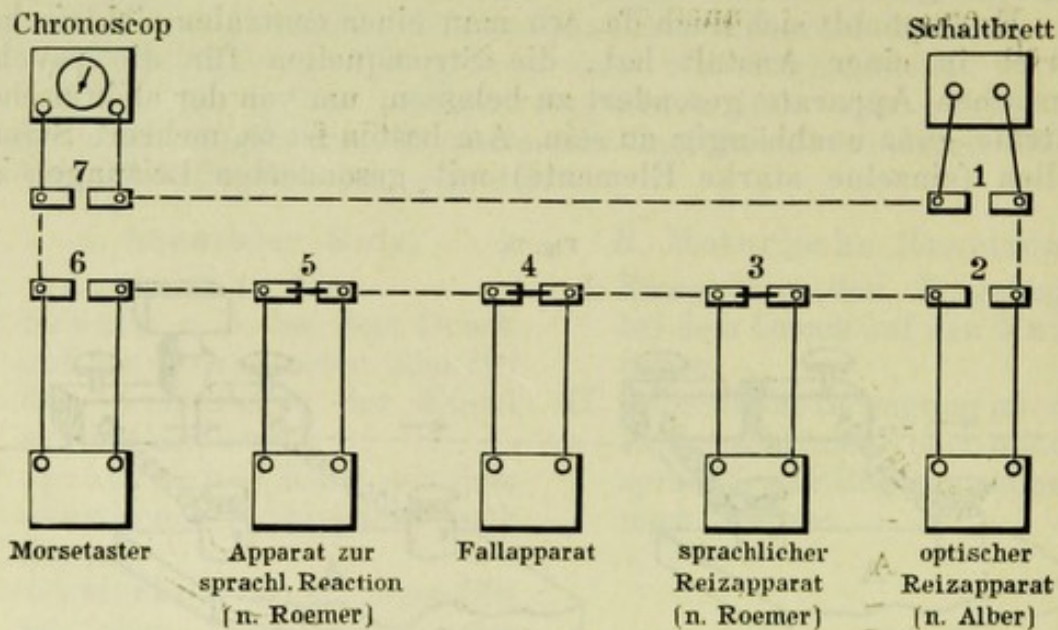 Chronoscop
Schaltbrett
7
1
6
5
4
3
2
Morsetaster
Apparat zur
sprachl. Reaction
(n. Roemer)
Fallapparat
sprachlicher
Reizapparat
(n. Roemer)
optischer
Reizapparat
(n. Alber)